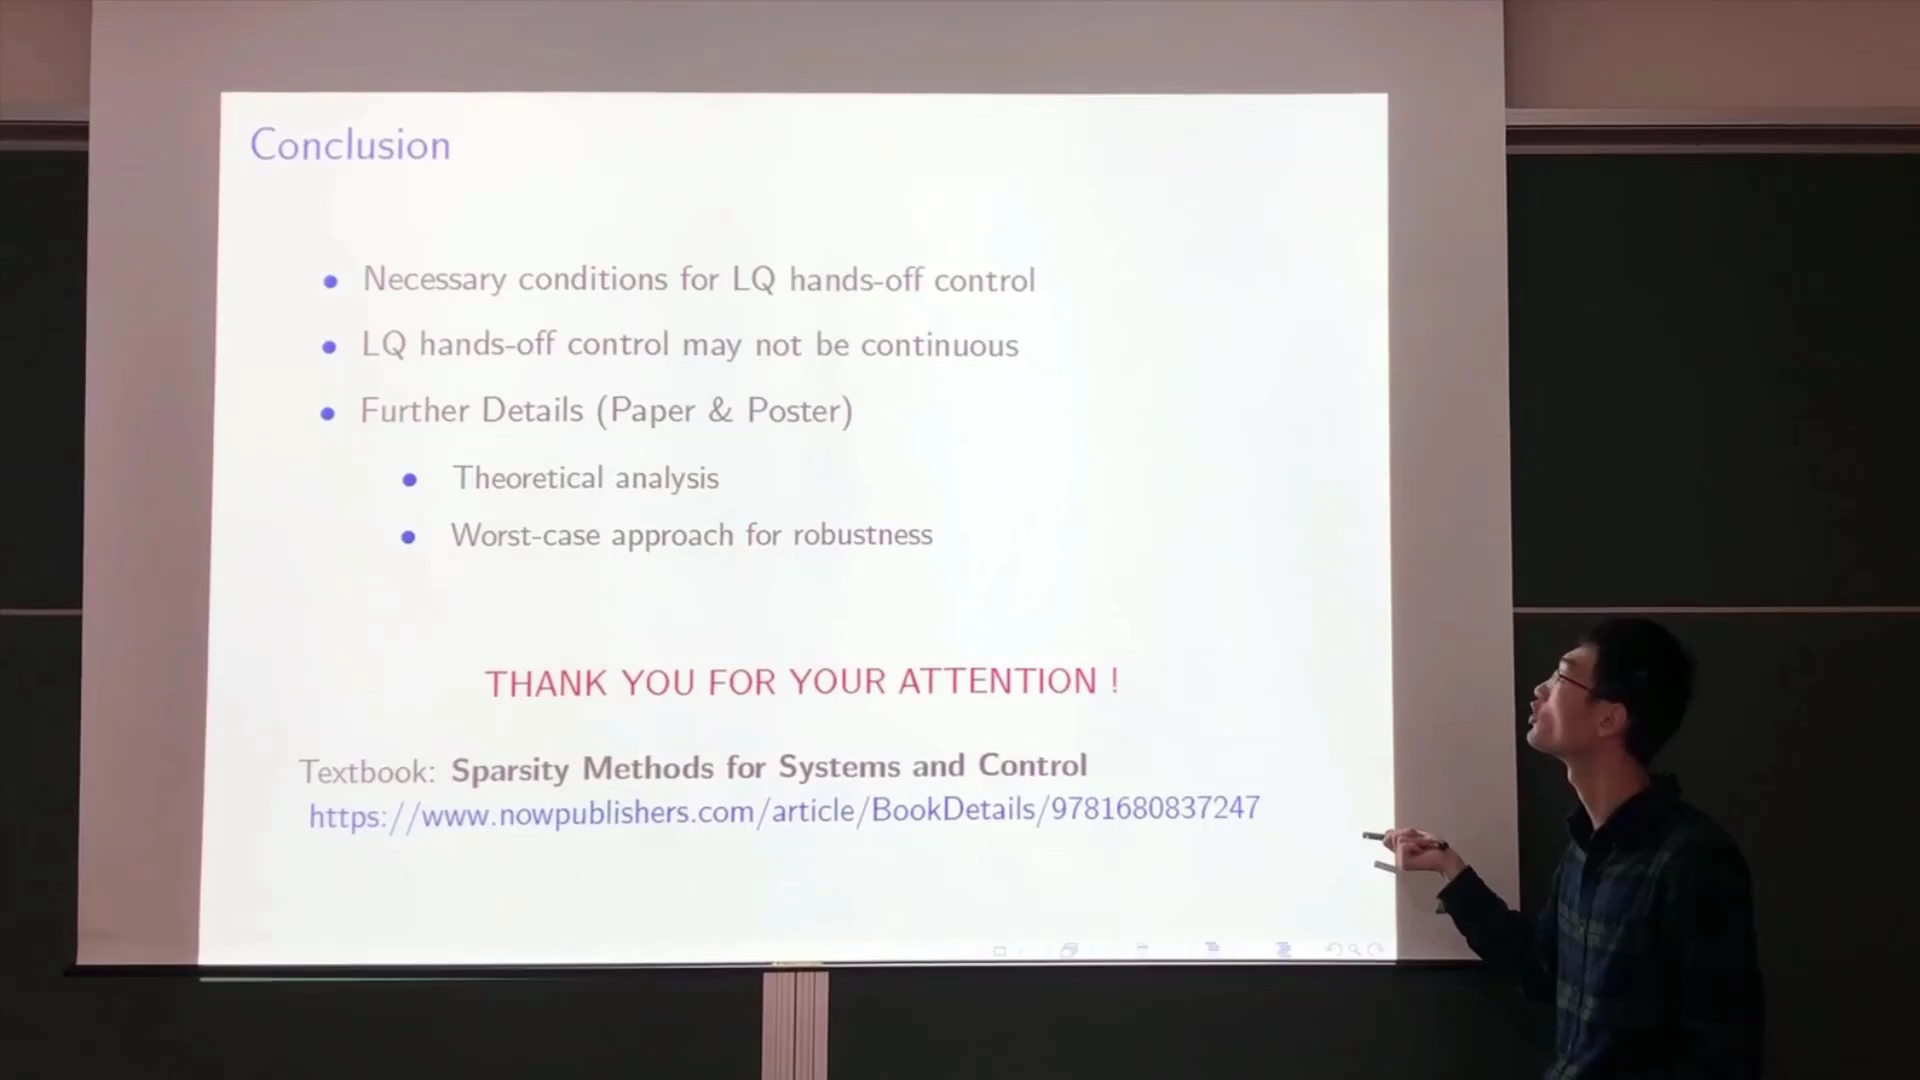 Conclusion
Necessary conditions for LQ hands-off control
LQ hands-off control may not be continuous
Further Details (Paper & Poster)
Theoretical analysis
Worst-case approach for robustness
THANK YOU FOR YOUR ATTENTION !
Textbook: Sparsity Methods for Systems and Control
https://www.nowpublishers.com/article/BookDetails/9781680837247